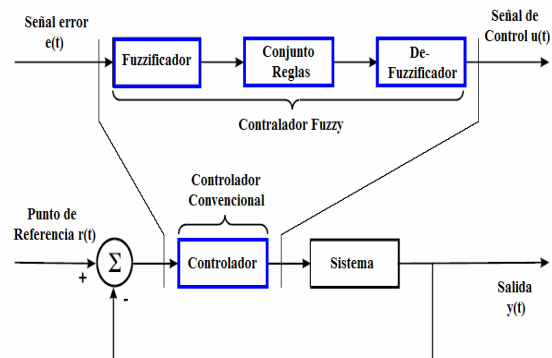 Señal error
e(t)
Fuzzificador
Conjunto
Reglas
De-
Fuzzificador
Señal de
Control u(t)
Contralador Fuzzy
Controlador
Convencional
Punto de
Referencia r(t)
+
Σ
-
Controlador
Sistema
Salida
y(t)